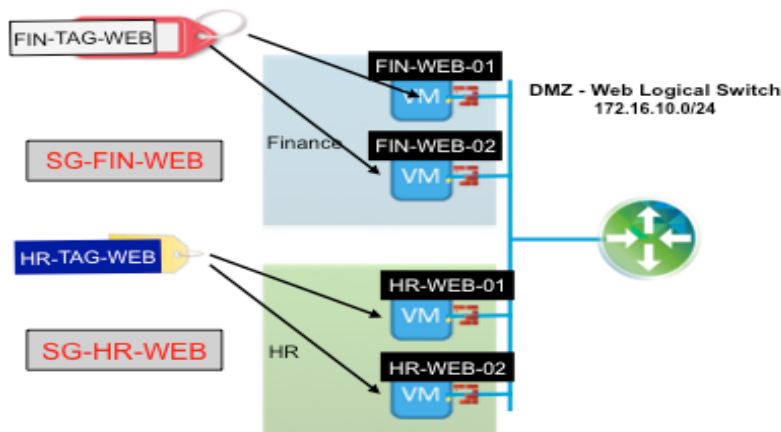 FIN-TAG-WEB
FIN-WEB-01
VM
DMZ - Web Logical Switch
172.16.10.0/24
Finance
FIN-WEB-02
VM
SG-FIN-WEB
HR-TAG-WEB
HR-WEB-01
VM
SG-HR-WEB
HR
HR-WEB-02
VM